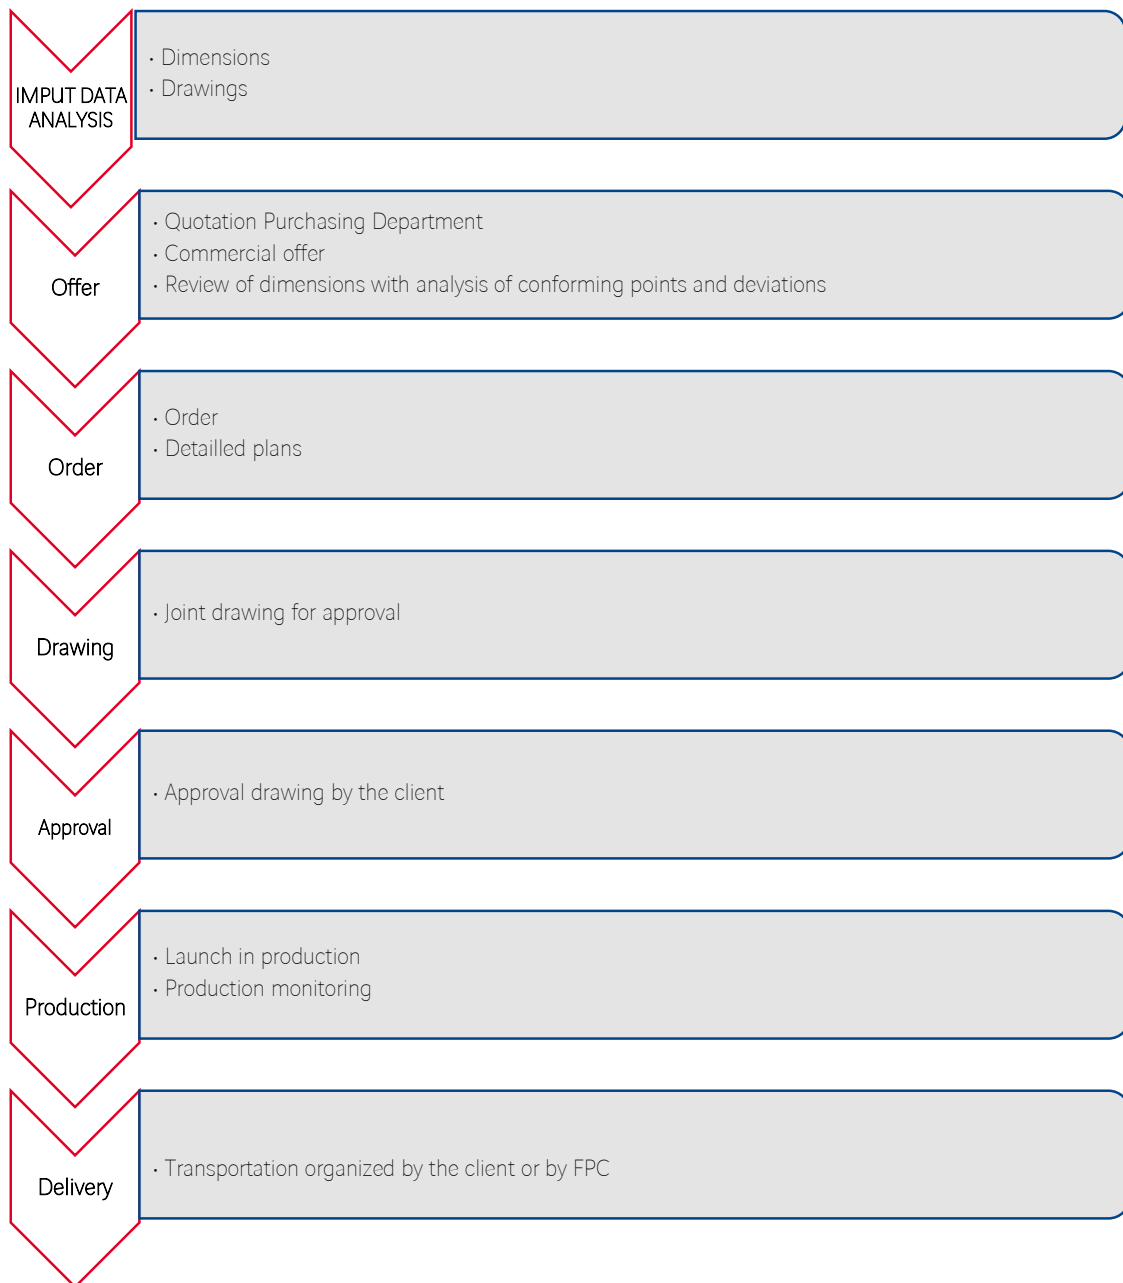 IMPUT DATA
ANALYSIS
· Dimensions
· Drawings
Offer
· Quotation Purchasing Department
· Commercial offer
· Review of dimensions with analysis of conforming points and deviations
Order
· Order
· Detailled plans
Drawing
· Joint drawing for approval
Approval
· Approval drawing by the client
Production
· Launch in production
· Production monitoring
Delivery
· Transportation organized by the client or by FPC